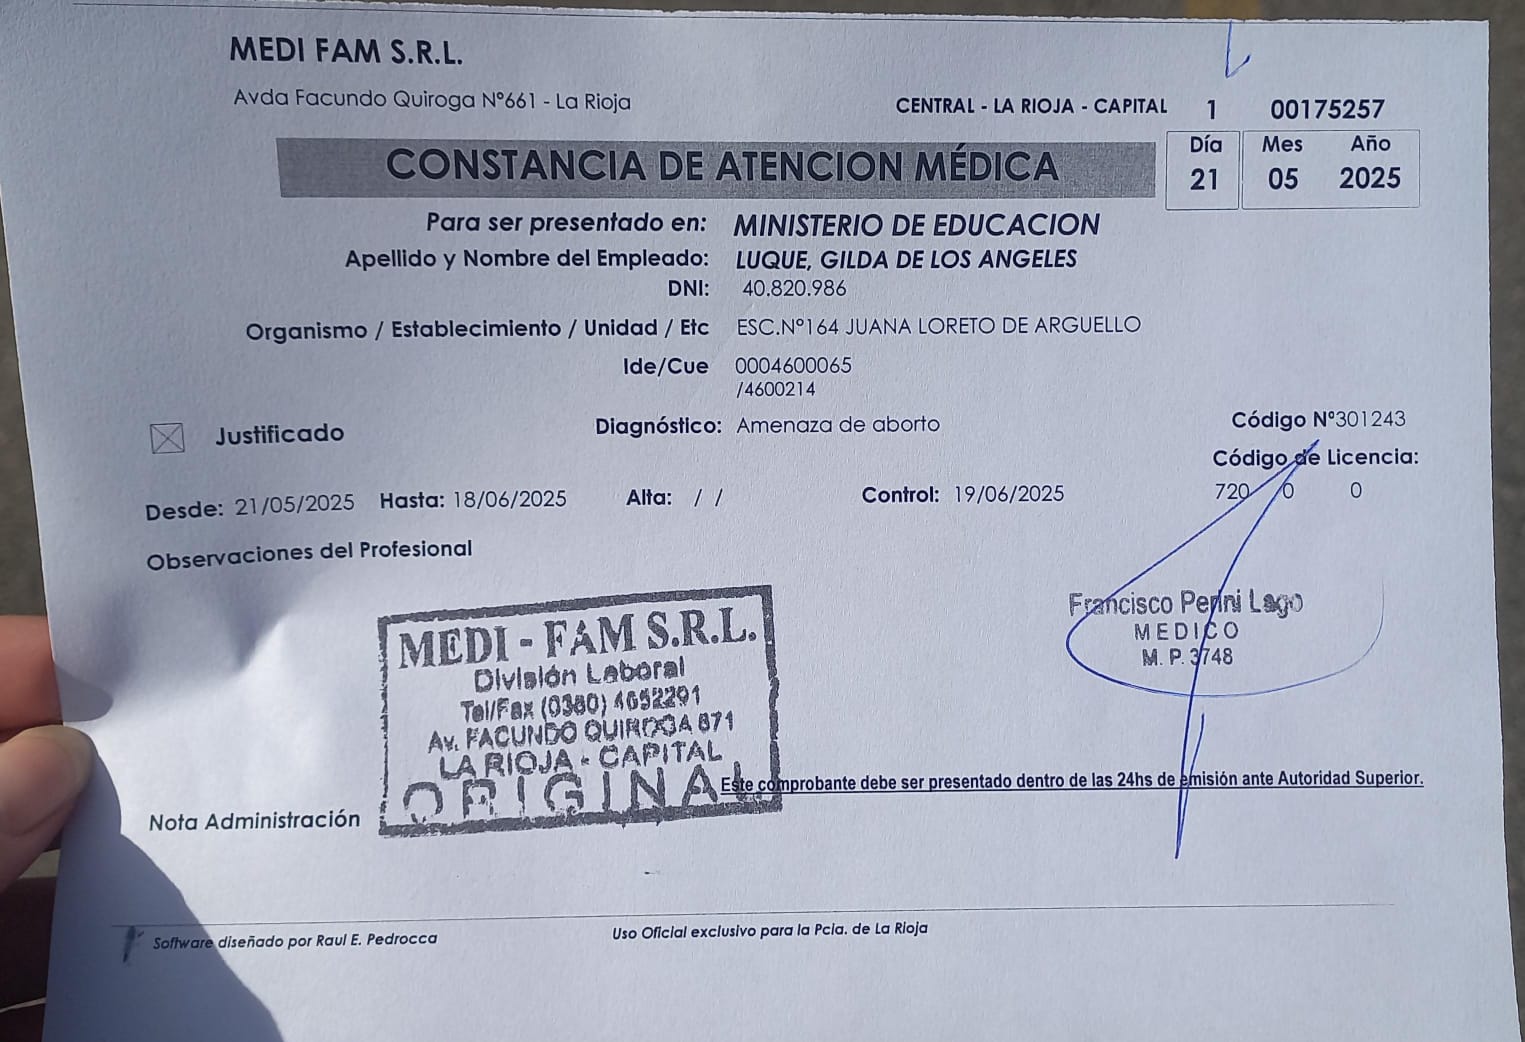 MEDI FAM S.R.L.
Avda Facundo Quiroga Nº661 - La Rioja
CENTRAL - LA RIOJA - CAPITAL 1 00175257
CONSTANCIA DE ATENCION MÉDICA
Día Mes Año
21 05 2025
Para ser presentado en: MINISTERIO DE EDUCACION
Apellido y Nombre del Empleado: LUQUE, GILDA DE LOS ANGELES
DNI: 40.820.986
Organismo / Establecimiento / Unidad / Etc ESC.Nº164 JUANA LORETO DE ARGUELLO
Ide/Cue 0004600065
/4600214
Justificado Diagnóstico: Amenaza de aborto Código Nº301243
Código de Licencia:
720 0 0
Desde: 21/05/2025 Hasta: 18/06/2025 Alta: / / Control: 19/06/2025
Observaciones del Profesional
MEDI - FAM S.R.L.
División Laboral
Tel/Fax (0380) 4652291
Av. FACUNDO QUIROGA 671
LA RIOJA - CAPITAL
ORIGINAL
Francisco Perini Lago
MEDICO
M. P. 3748
Este comprobante debe ser presentado dentro de las 24hs de emisión ante Autoridad Superior.
Nota Administración
Software diseñado por Raul E. Pedrocca
Uso Oficial exclusivo para la Pcia. de La Rioja